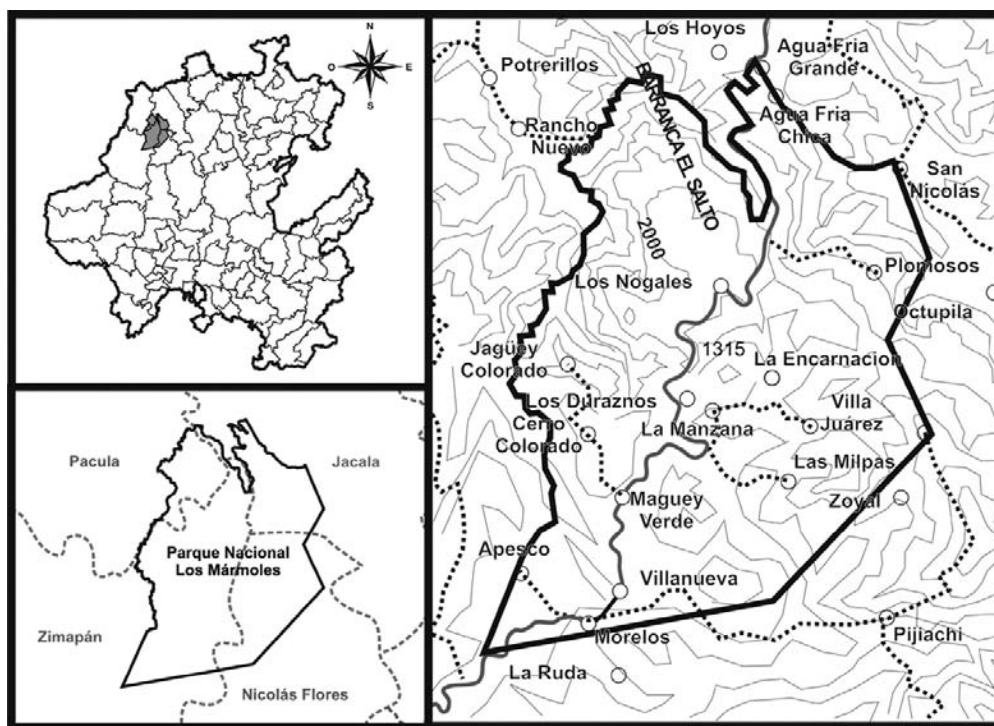 N
O
E
S
Pacula
Jacala
Parque Nacional
Los Mármoles
Zimapán
Nicolás Flores
Los Hoyos
Agua Fria
Grande
Potrerillos
Rancho
Nuevo
BARRANCA EL SALTO
Agua Fria
Chica
San
Nicolás
2000
Plomosos
Los Nogales
Octupila
Jagüey
Colorado
1315
La Encarnacion
Los Duraznos
Cerro
Colorado
La Manzana
Villa
Juárez
Las Milpas
Zoyal
Maguey
Verde
Apesco
Villanueva
Morelos
Pijiachi
La Ruda